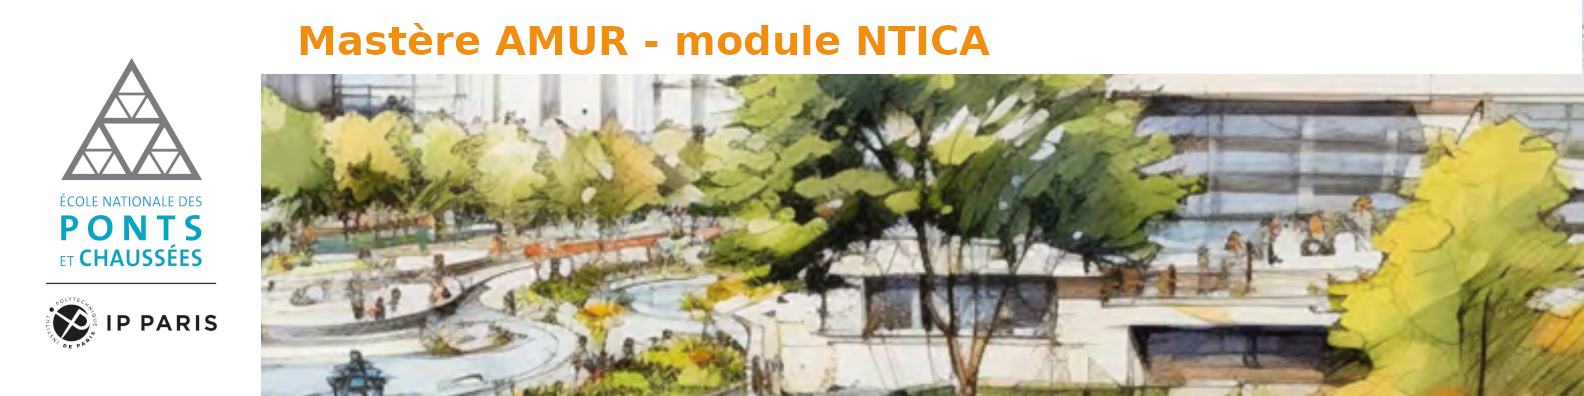 Mastère AMUR - module NTICA
ÉCOLE NATIONALE DES
PONTS
ET CHAUSSÉES
INSTITUT POLYTECHNIQUE DE PARIS
IP PARIS